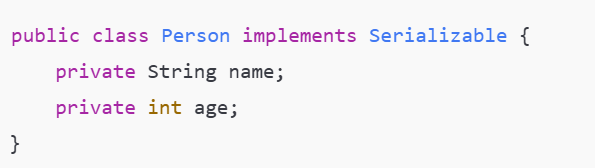 public class Person implements Serializable {
    private String name;
    private int age;
}